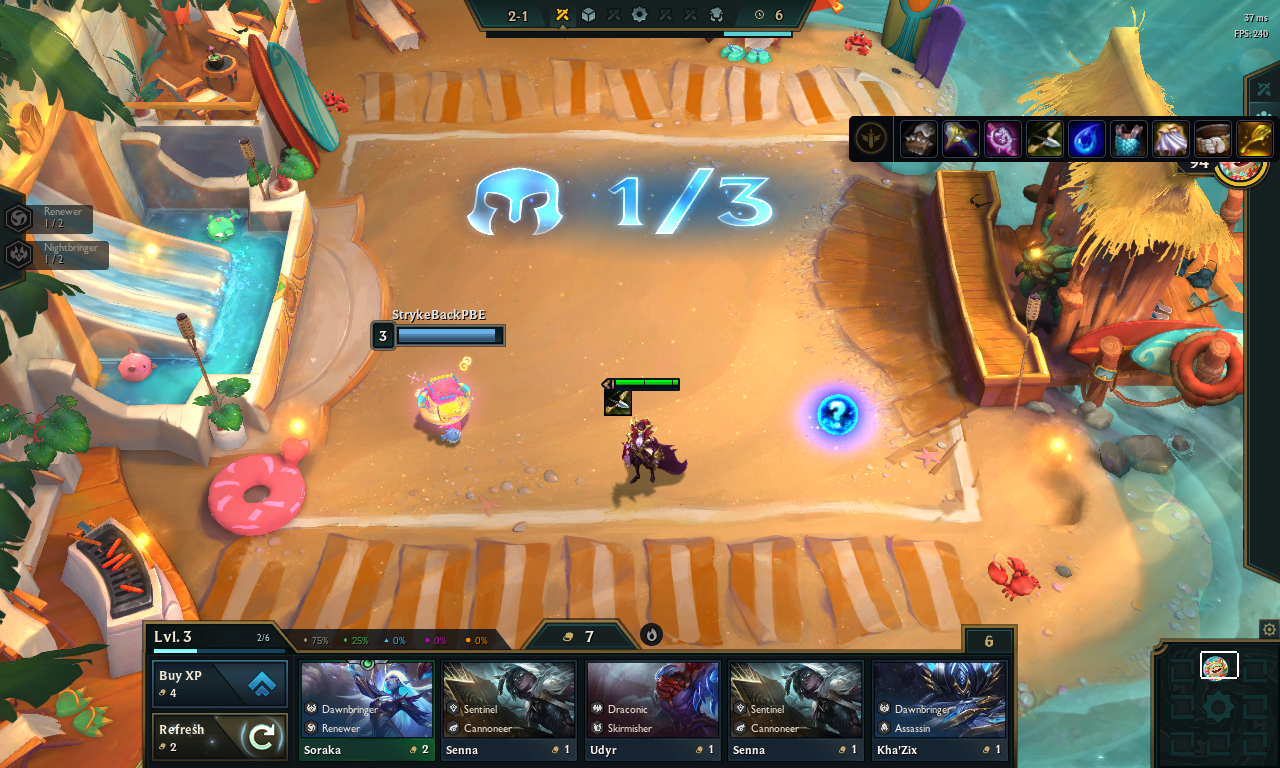 2-1
6
37 ms
FPS: 240
94
Renewer
1 / 2
Nightbringer
1 / 2
1/3
StrykeBackPBE
3
?
Lvl. 3
2/6
75%
25%
0%
0%
0%
7
6
Buy XP
4
Refresh
2
Dawnbringer
Renewer
Soraka
2
Sentinel
Cannoneer
Senna
1
Draconic
Skirmisher
Udyr
1
Sentinel
Cannoneer
Senna
1
Dawnbringer
Assassin
Kha'Zix
1